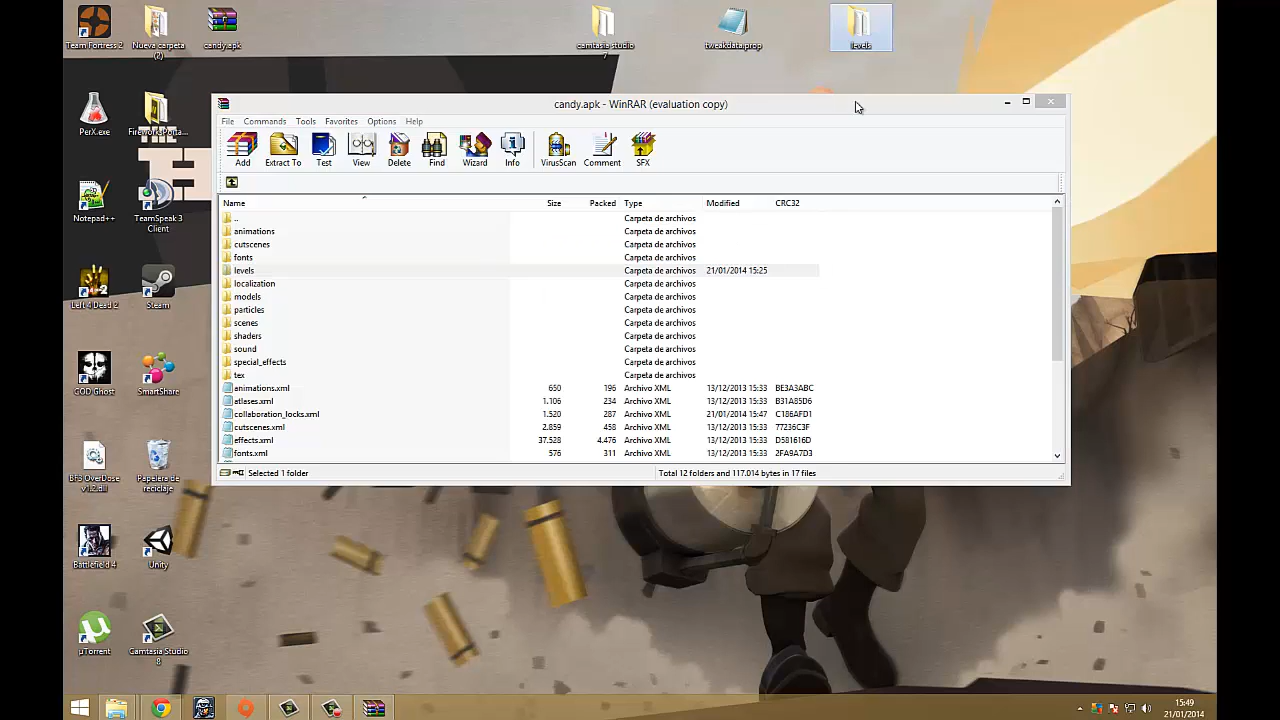 Team Fortress 2
Nueva carpeta (2)
candy.apk
camtasia studio 7
tweakdata.prop
levels
PerX.exe
FireworksPorta...
Notepad++
TeamSpeak 3 Client
Left 4 Dead 2
Steam
COD Ghost
SmartShare
BF3 OverDose v1.2.dll
Papelera de reciclaje
Battlefield 4
Unity
µTorrent
Camtasia Studio 8
THE
H
candy.apk - WinRAR (evaluation copy)
File Commands Tools Favorites Options Help
Add Extract To Test View Delete Find Wizard Info VirusScan Comment SFX
Name Size Packed Type Modified CRC32
.. Carpeta de archivos
animations Carpeta de archivos
cutscenes Carpeta de archivos
fonts Carpeta de archivos
levels Carpeta de archivos 21/01/2014 15:25
localization Carpeta de archivos
models Carpeta de archivos
particles Carpeta de archivos
scenes Carpeta de archivos
shaders Carpeta de archivos
sound Carpeta de archivos
special_effects Carpeta de archivos
tex Carpeta de archivos
animations.xml 650 196 Archivo XML 13/12/2013 15:33 BE3A3ABC
atlases.xml 1.106 234 Archivo XML 13/12/2013 15:33 B31A85D6
collaboration_locks.xml 1.520 287 Archivo XML 21/01/2014 15:47 C186AFD1
cutscenes.xml 2.859 458 Archivo XML 13/12/2013 15:33 77236C3F
effects.xml 37.528 4.476 Archivo XML 13/12/2013 15:33 D581616D
fonts.xml 576 311 Archivo XML 13/12/2013 15:33 2FA9A7D3
Selected 1 folder Total 12 folders and 117.014 bytes in 17 files
15:49
21/01/2014